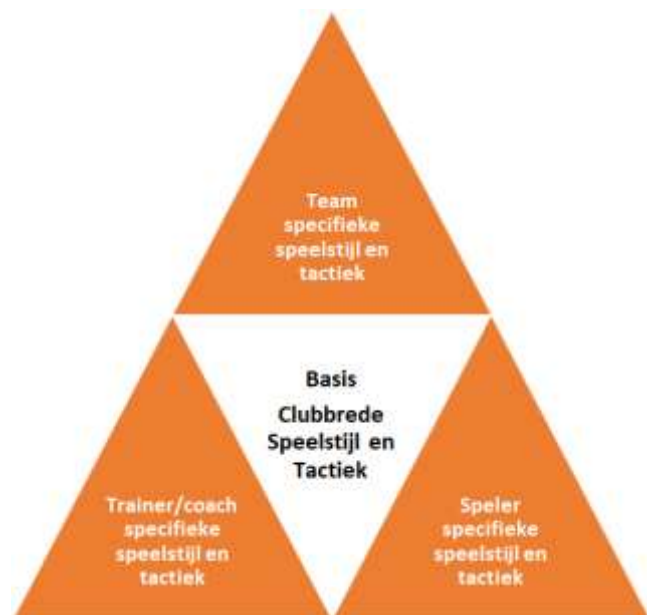 Team
specifieke
speelstijl en
tactiek
Basis
Clubbrede
Speelstijl en
Tactiek
Trainer/coach
specifieke
speelstijl en
tactiek
Speler
specifieke
speelstijl en
tactiek